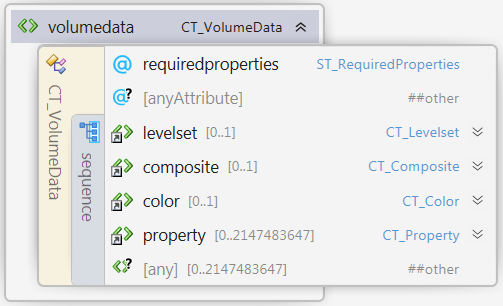 volumedata CT_VolumeData
CT_VolumeData
sequence
@ requiredproperties ST_RequiredProperties
@? [anyAttribute] ##other
levelset [0..1] CT_Levelset
composite [0..1] CT_Composite
color [0..1] CT_Color
property [0..2147483647] CT_Property
[any] [0..2147483647] ##other